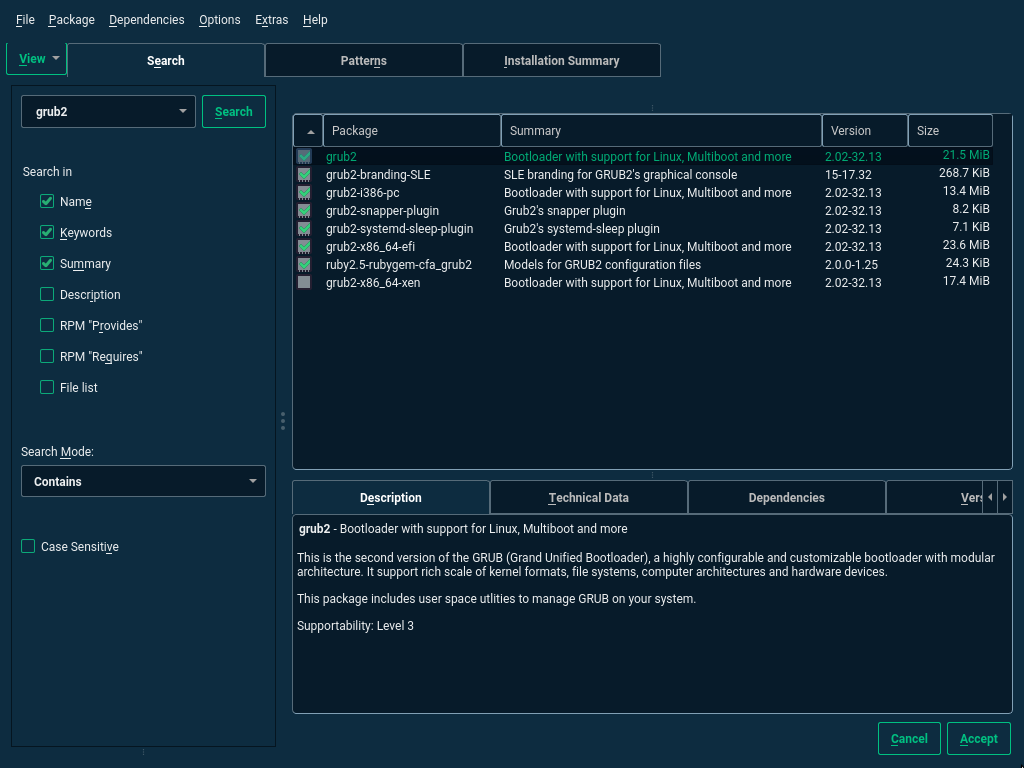 File Package Dependencies Options Extras Help
View Search Patterns Installation Summary
grub2 Search
Search in
Name
Keywords
Summary
Description
RPM "Provides"
RPM "Requires"
File list
Search Mode:
Contains
Case Sensitive
Package Summary Version Size
grub2 Bootloader with support for Linux, Multiboot and more 2.02-32.13 21.5 MiB
grub2-branding-SLE SLE branding for GRUB2's graphical console 15-17.32 268.7 KiB
grub2-i386-pc Bootloader with support for Linux, Multiboot and more 2.02-32.13 13.4 MiB
grub2-snapper-plugin Grub2's snapper plugin 2.02-32.13 8.2 KiB
grub2-systemd-sleep-plugin Grub2's systemd-sleep plugin 2.02-32.13 7.1 KiB
grub2-x86_64-efi Bootloader with support for Linux, Multiboot and more 2.02-32.13 23.6 MiB
ruby2.5-rubygem-cfa_grub2 Models for GRUB2 configuration files 2.0.0-1.25 24.3 KiB
grub2-x86_64-xen Bootloader with support for Linux, Multiboot and more 2.02-32.13 17.4 MiB
Description Technical Data Dependencies Vers
grub2 - Bootloader with support for Linux, Multiboot and more
This is the second version of the GRUB (Grand Unified Bootloader), a highly configurable and customizable bootloader with modular
architecture. It support rich scale of kernel formats, file systems, computer architectures and hardware devices.
This package includes user space utlities to manage GRUB on your system.
Supportability: Level 3
Cancel Accept